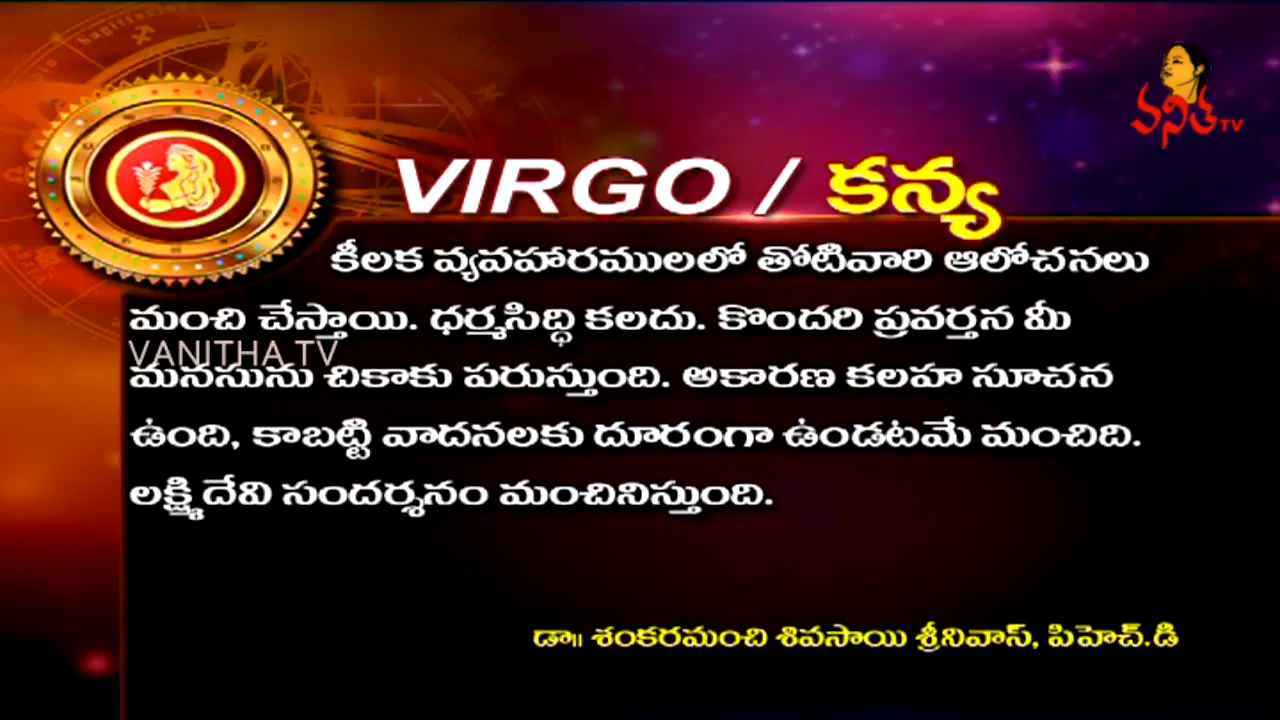 వనిత TV
VIRGO / కన్య
కీలక వ్యవహారములలో తోటివారి ఆలోచనలు
మంచి చేస్తాయి. ధర్మసిద్ధి కలదు. కొందరి ప్రవర్తన మీ
VANITHA TV
మనసును చికాకు పరుస్తుంది. అకారణ కలహ సూచన
ఉంది, కాబట్టి వాదనలకు దూరంగా ఉండటమే మంచిది.
లక్ష్మిదేవి సందర్శనం మంచినిస్తుంది.
డా॥ శంకరమంచి శివసాయి శ్రీనివాస్, పిహెచ్.డి